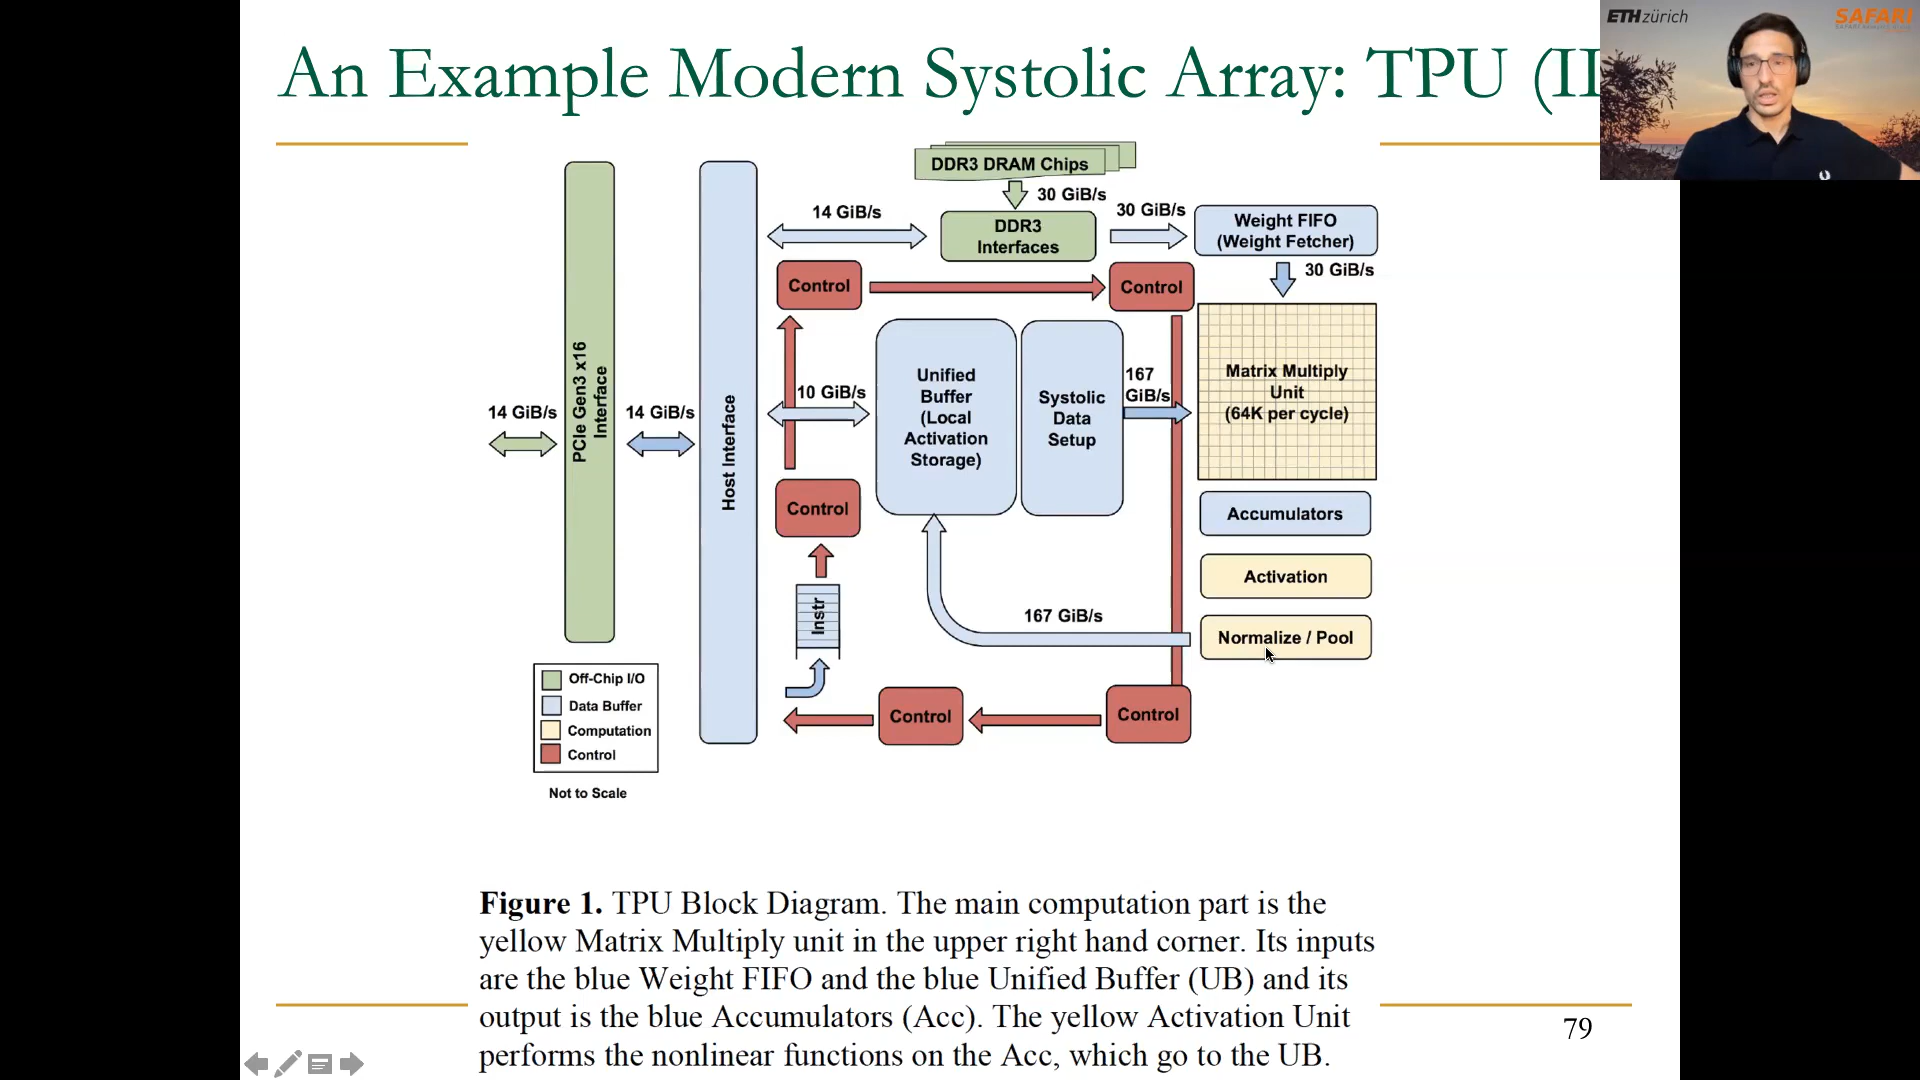 An Example Modern Systolic Array: TPU (II
ETH zürich
SAFARI
DDR3 DRAM Chips
30 GiB/s
14 GiB/s
DDR3
Interfaces
30 GiB/s
Weight FIFO
(Weight Fetcher)
30 GiB/s
Control
Control
PCIe Gen3 x16
Interface
14 GiB/s
14 GiB/s
Host Interface
10 GiB/s
Unified
Buffer
(Local
Activation
Storage)
Systolic
Data
Setup
167
GiB/s
Matrix Multiply
Unit
(64K per cycle)
Control
Accumulators
Activation
Instr
167 GiB/s
Normalize / Pool
Control
Control
Off-Chip I/O
Data Buffer
Computation
Control
Not to Scale
Figure 1. TPU Block Diagram. The main computation part is the
yellow Matrix Multiply unit in the upper right hand corner. Its inputs
are the blue Weight FIFO and the blue Unified Buffer (UB) and its
output is the blue Accumulators (Acc). The yellow Activation Unit
performs the nonlinear functions on the Acc, which go to the UB.
79